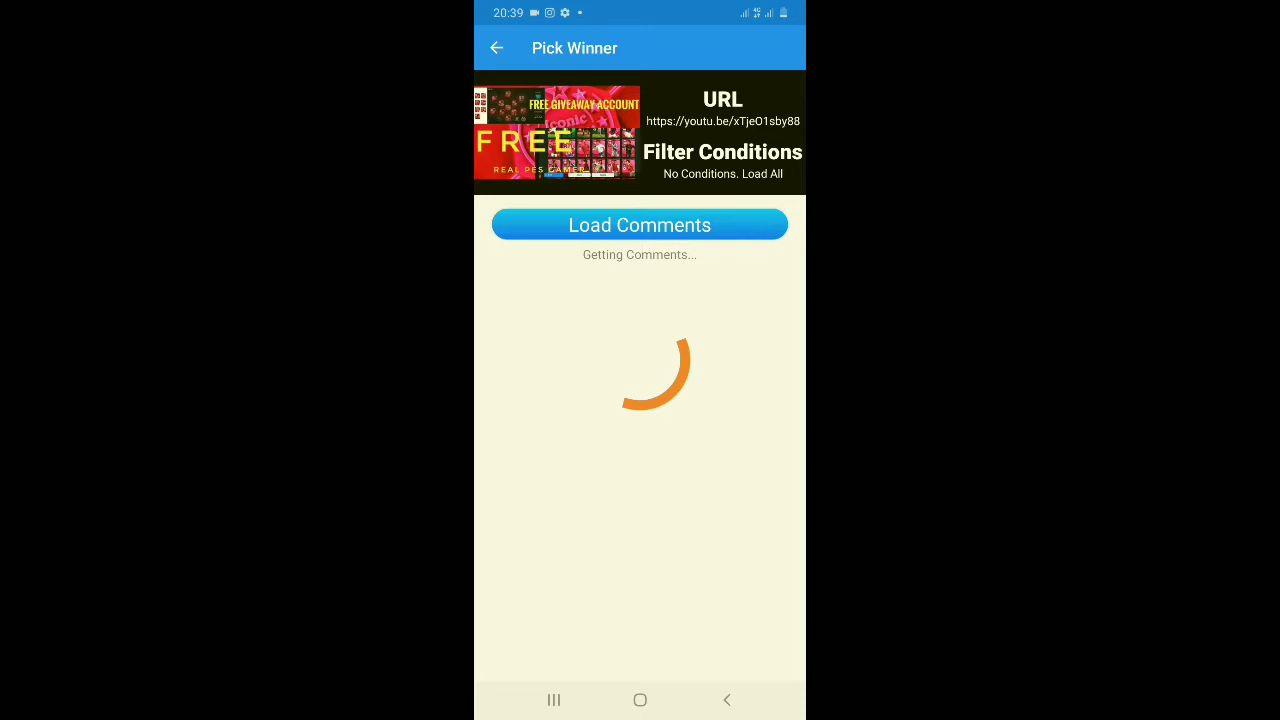 20:39
Pick Winner
FREE GIVEAWAY ACCOUNT
iconic
FREE
REAL PES GAMER
URL
https://youtu.be/xTjeO1sby88
Filter Conditions
No Conditions. Load All
Load Comments
Getting Comments...